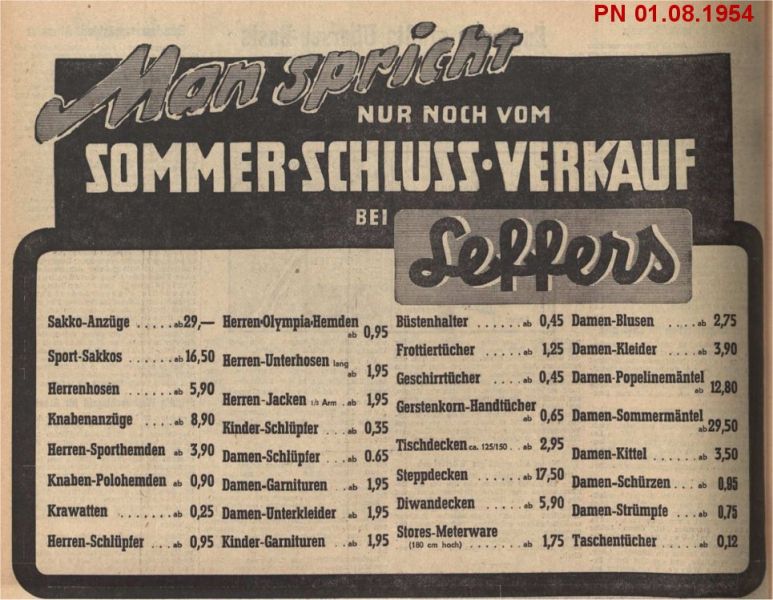 PN 01.08.1954
Man spricht
NUR NOCH VOM
SOMMER·SCHLUSS·VERKAUF
BEI Leffers
Sakko-Anzüge ..... ab 29,—
Sport-Sakkos ..... ab 16,50
Herrenhosen ... ab 5,90
Knabenanzüge ... ab 8,90
Herren-Sporthemden ab 3,90
Knaben-Polohemden ab 0,90
Krawatten ........ ab 0,25
Herren-Schlüpfer ... ab 0,95
Herren-Olympia-Hemden
ab 0,95
Herren-Unterhosen lang
ab 1,95
Herren-Jacken 1/2 Arm . ab 1,95
Kinder-Schlüpfer .. ab 0,35
Damen-Schlüpfer ... ab 0.65
Damen-Garnituren .. ab 1,95
Damen-Unterkleider . ab 1,95
Kinder-Garnituren .. ab 1,95
Büstenhalter ...... ab 0,45
Frottiertücher ..... ab 1,25
Geschirrtücher .... ab 0,45
Gerstenkorn-Handtücher
ab 0,65
Tischdecken ca. 125/150 . ab 2,95
Steppdecken ..... ab 17,50
Diwandecken ..... ab 5,90
Stores-Meterware
(180 cm hoch) ........ ab 1,75
Damen-Blusen .... ab 2,75
Damen-Kleider .... ab 3,90
Damen-Popelinemäntel
ab 12,80
Damen-Sommermäntel
ab 29,50
Damen-Kittel ..... ab 3,50
Damen-Schürzen ... ab 0,95
Damen-Strümpfe .. ab 0,75
Taschentücher .... ab 0,12